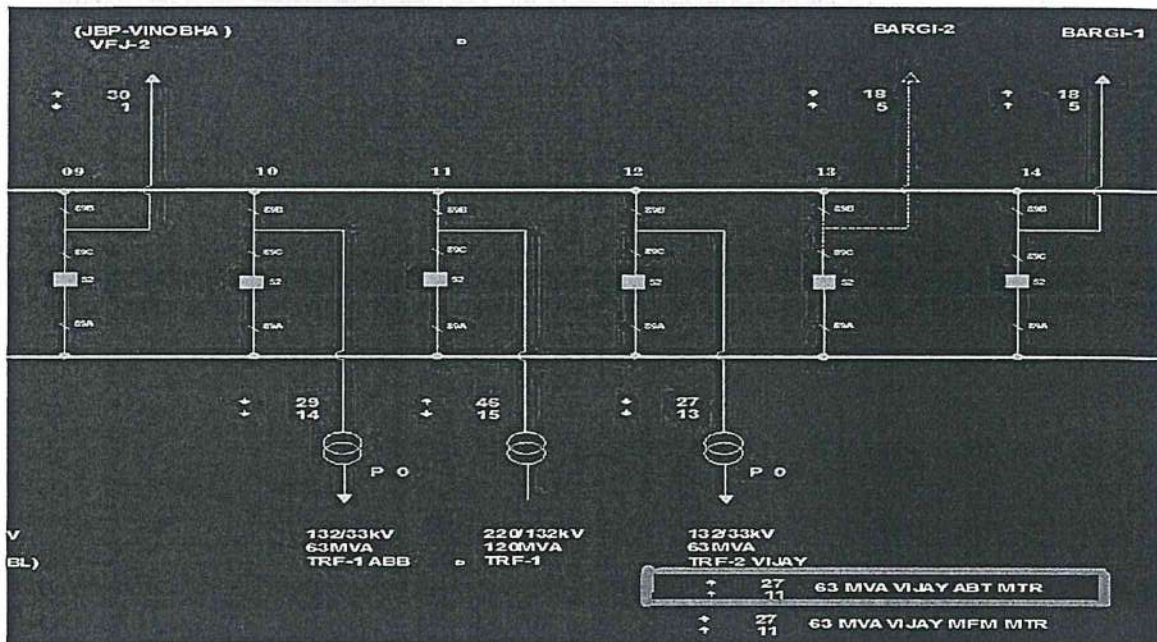 (JBP-VINOBHA)
VFJ-2
BARGI-2
BARGI-1
30
1
18
5
18
5
09
10
11
12
13
14
89B
89B
89B
89B
89B
89B
89C
89C
89C
89C
89C
52
52
52
52
52
52
89A
89A
89A
89A
89A
89A
29
14
46
15
27
13
P 0
P 0
V
BL)
132/33kV
63MVA
TRF-1 ABB
220/132kV
120MVA
TRF-1
132/33kV
63MVA
TRF-2 VIJAY
27
11
63 MVA VIJAY ABT MTR
27
11
63 MVA VIJAY MFM MTR